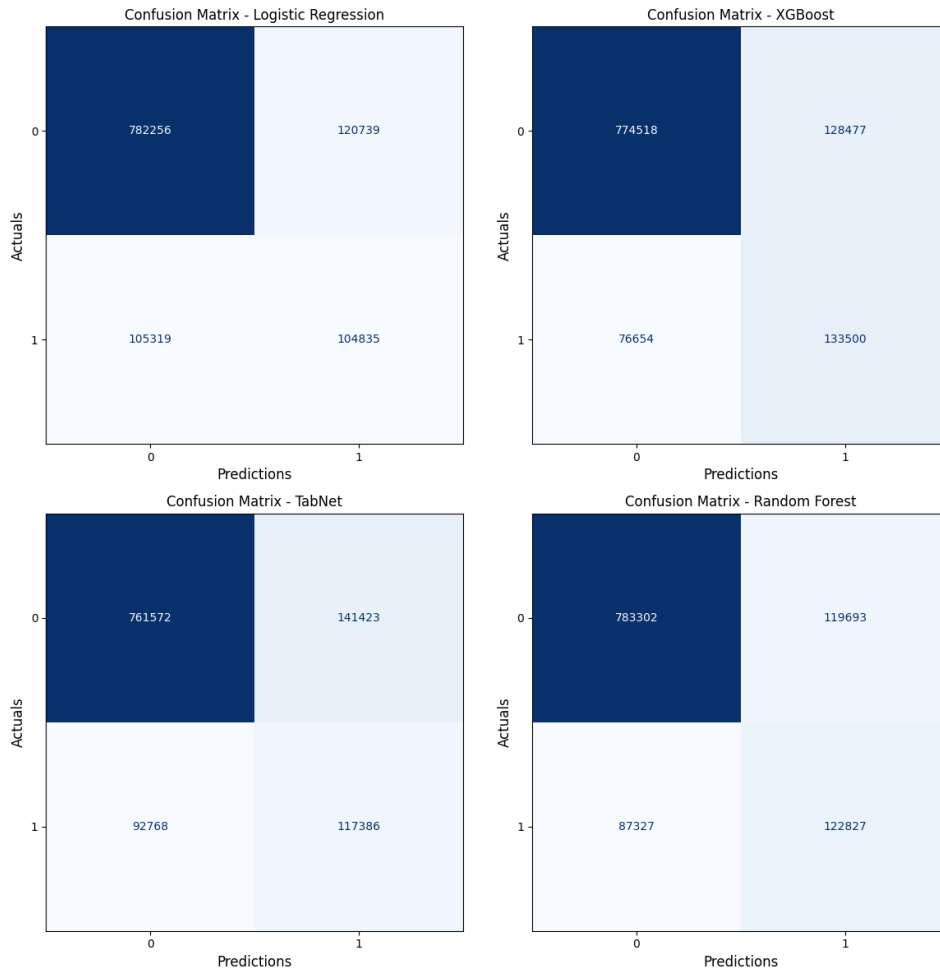 Confusion Matrix - Logistic Regression
0
782256
120739
Actuals
1
105319
104835
0
1
Predictions
Confusion Matrix - XGBoost
0
774518
128477
Actuals
1
76654
133500
0
1
Predictions
Confusion Matrix - TabNet
0
761572
141423
Actuals
1
92768
117386
0
1
Predictions
Confusion Matrix - Random Forest
0
783302
119693
Actuals
1
87327
122827
0
1
Predictions